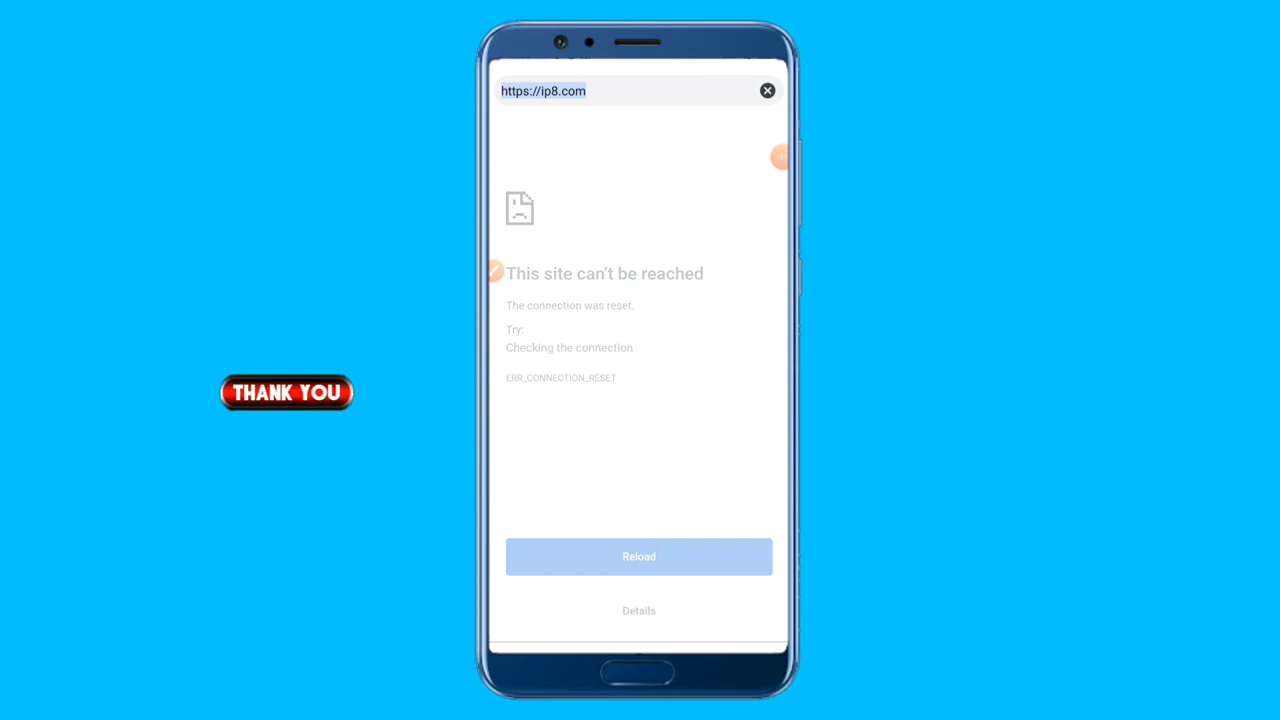 https://ip8.com
This site can't be reached
The connection was reset.
Try:
Checking the connection
ERR_CONNECTION_RESET
THANK YOU
Reload
Details